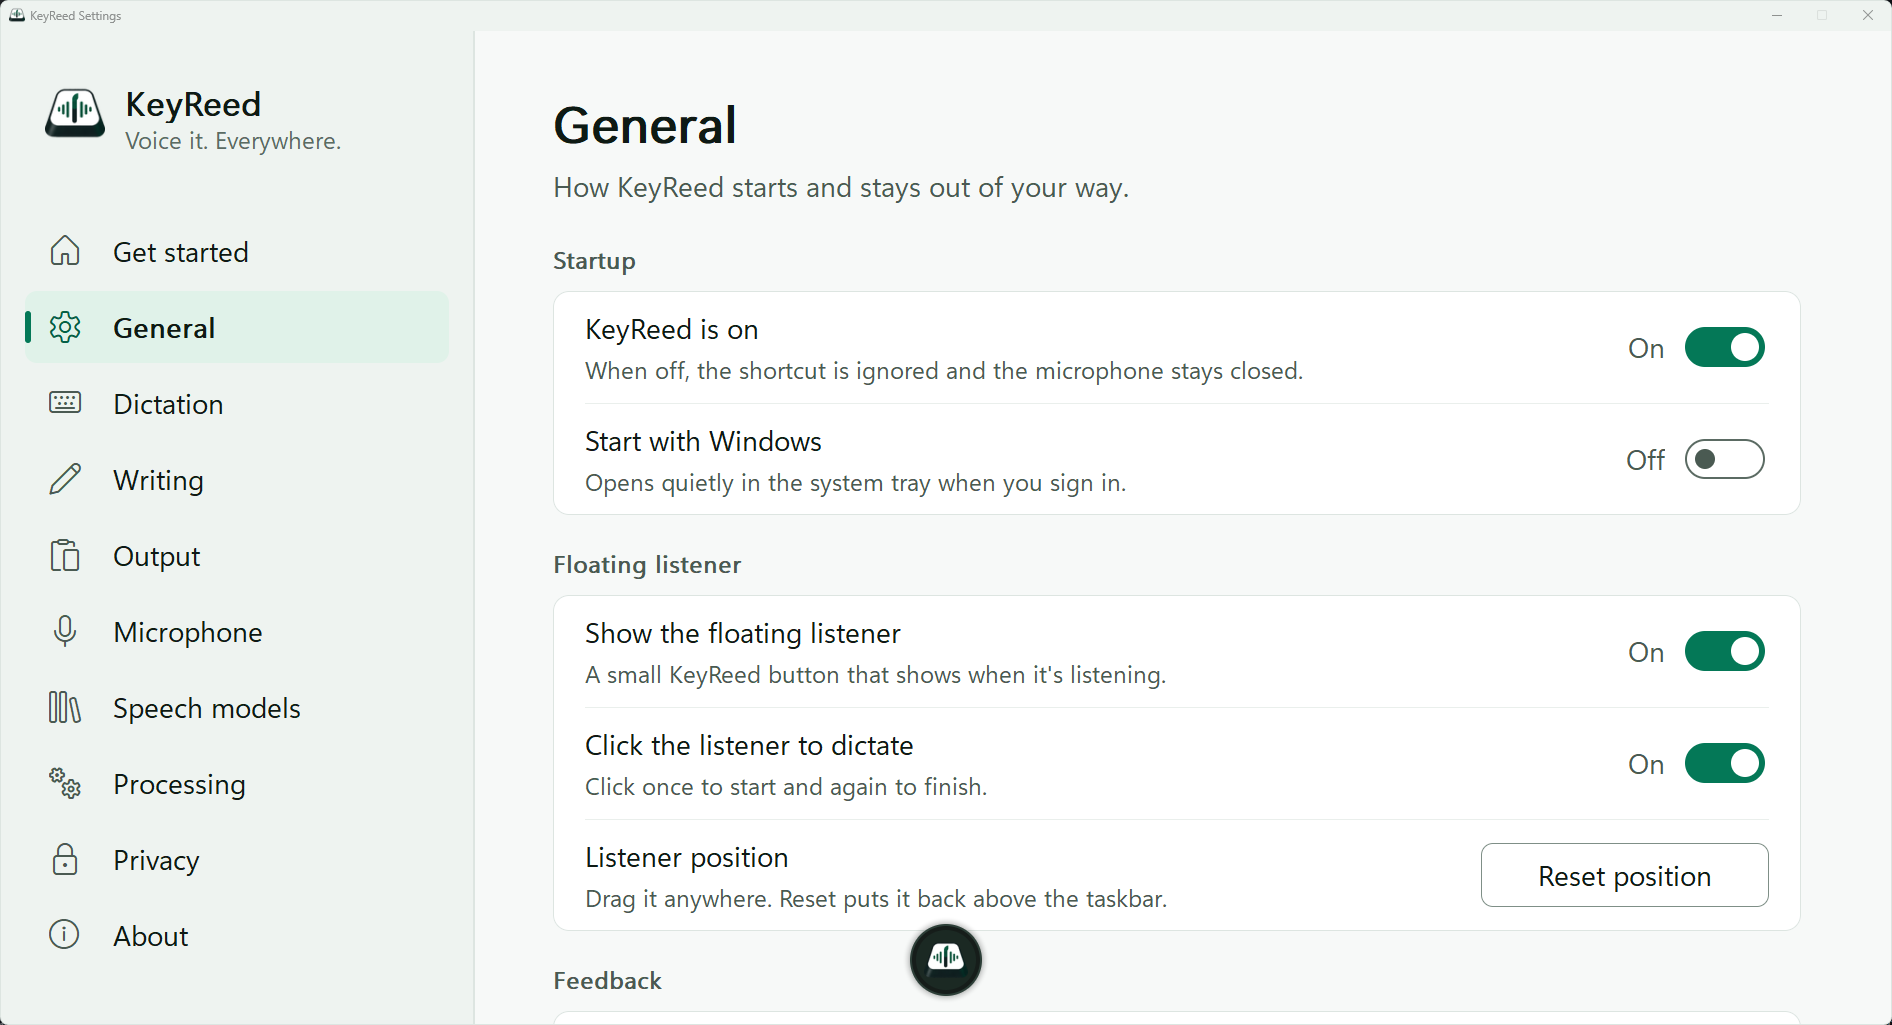 KeyReed Settings
KeyReed
Voice it. Everywhere.
Get started
General
Dictation
Writing
Output
Microphone
Speech models
Processing
Privacy
About
General
How KeyReed starts and stays out of your way.
Startup
KeyReed is on
When off, the shortcut is ignored and the microphone stays closed.
On
Start with Windows
Opens quietly in the system tray when you sign in.
Off
Floating listener
Show the floating listener
A small KeyReed button that shows when it's listening.
On
Click the listener to dictate
Click once to start and again to finish.
On
Listener position
Drag it anywhere. Reset puts it back above the taskbar.
Reset position
Feedback